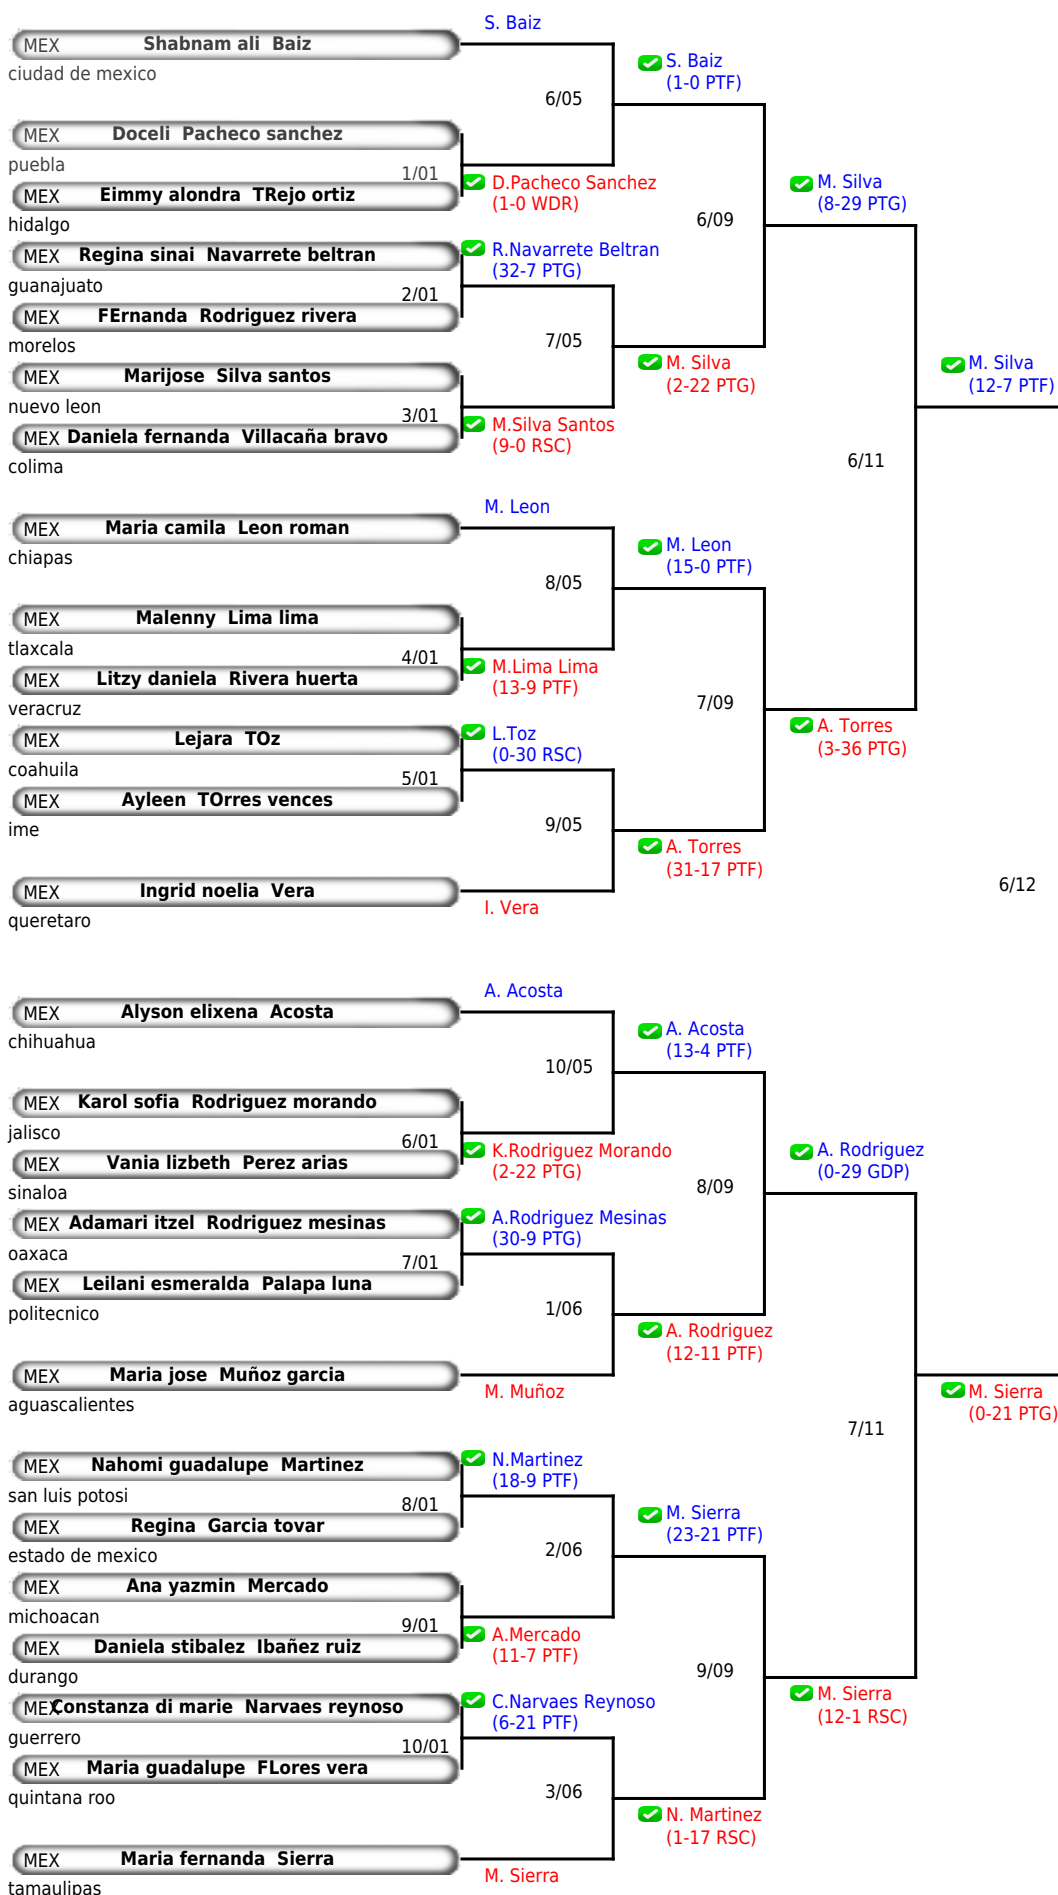 S. Baiz
MEX Shabnam ali Baiz
ciudad de mexico
S. Baiz
(1-0 PTF)
6/05
MEX Doceli Pacheco sanchez
puebla
1/01
D.Pacheco Sanchez
(1-0 WDR)
MEX Eimmy alondra TRejo ortiz
hidalgo
M. Silva
(8-29 PTG)
6/09
MEX Regina sinai Navarrete beltran
guanajuato
R.Navarrete Beltran
(32-7 PTG)
2/01
MEX FErnanda Rodriguez rivera
morelos
7/05
M. Silva
(2-22 PTG)
M. Silva
(12-7 PTF)
MEX Marijose Silva santos
nuevo leon
3/01
M.Silva Santos
(9-0 RSC)
MEX Daniela fernanda Villacaña bravo
colima
6/11
M. Leon
MEX Maria camila Leon roman
chiapas
M. Leon
(15-0 PTF)
8/05
MEX Malenny Lima lima
tlaxcala
4/01
M.Lima Lima
(13-9 PTF)
MEX Litzy daniela Rivera huerta
veracruz
7/09
A. Torres
(3-36 PTG)
MEX Lejara TOz
coahuila
L.Toz
(0-30 RSC)
5/01
MEX Ayleen TOrres vences
ime
9/05
A. Torres
(31-17 PTF)
MEX Ingrid noelia Vera
queretaro
I. Vera
6/12
A. Acosta
MEX Alyson elixena Acosta
chihuahua
A. Acosta
(13-4 PTF)
10/05
MEX Karol sofia Rodriguez morando
jalisco
6/01
K.Rodriguez Morando
(2-22 PTG)
MEX Vania lizbeth Perez arias
sinaloa
A. Rodriguez
(0-29 GDP)
8/09
MEX Adamari itzel Rodriguez mesinas
oaxaca
A.Rodriguez Mesinas
(30-9 PTG)
7/01
MEX Leilani esmeralda Palapa luna
politecnico
1/06
A. Rodriguez
(12-11 PTF)
MEX Maria jose Muñoz garcia
aguascalientes
M. Muñoz
M. Sierra
(0-21 PTG)
7/11
MEX Nahomi guadalupe Martinez
san luis potosi
N.Martinez
(18-9 PTF)
8/01
MEX Regina Garcia tovar
estado de mexico
M. Sierra
(23-21 PTF)
2/06
MEX Ana yazmin Mercado
michoacan
9/01
A.Mercado
(11-7 PTF)
MEX Daniela stibalez Ibañez ruiz
durango
9/09
M. Sierra
(12-1 RSC)
MEX Constanza di marie Narvaes reynoso
guerrero
C.Narvaes Reynoso
(6-21 PTF)
10/01
MEX Maria guadalupe FLores vera
quintana roo
3/06
N. Martinez
(1-17 RSC)
MEX Maria fernanda Sierra
tamaulipas
M. Sierra